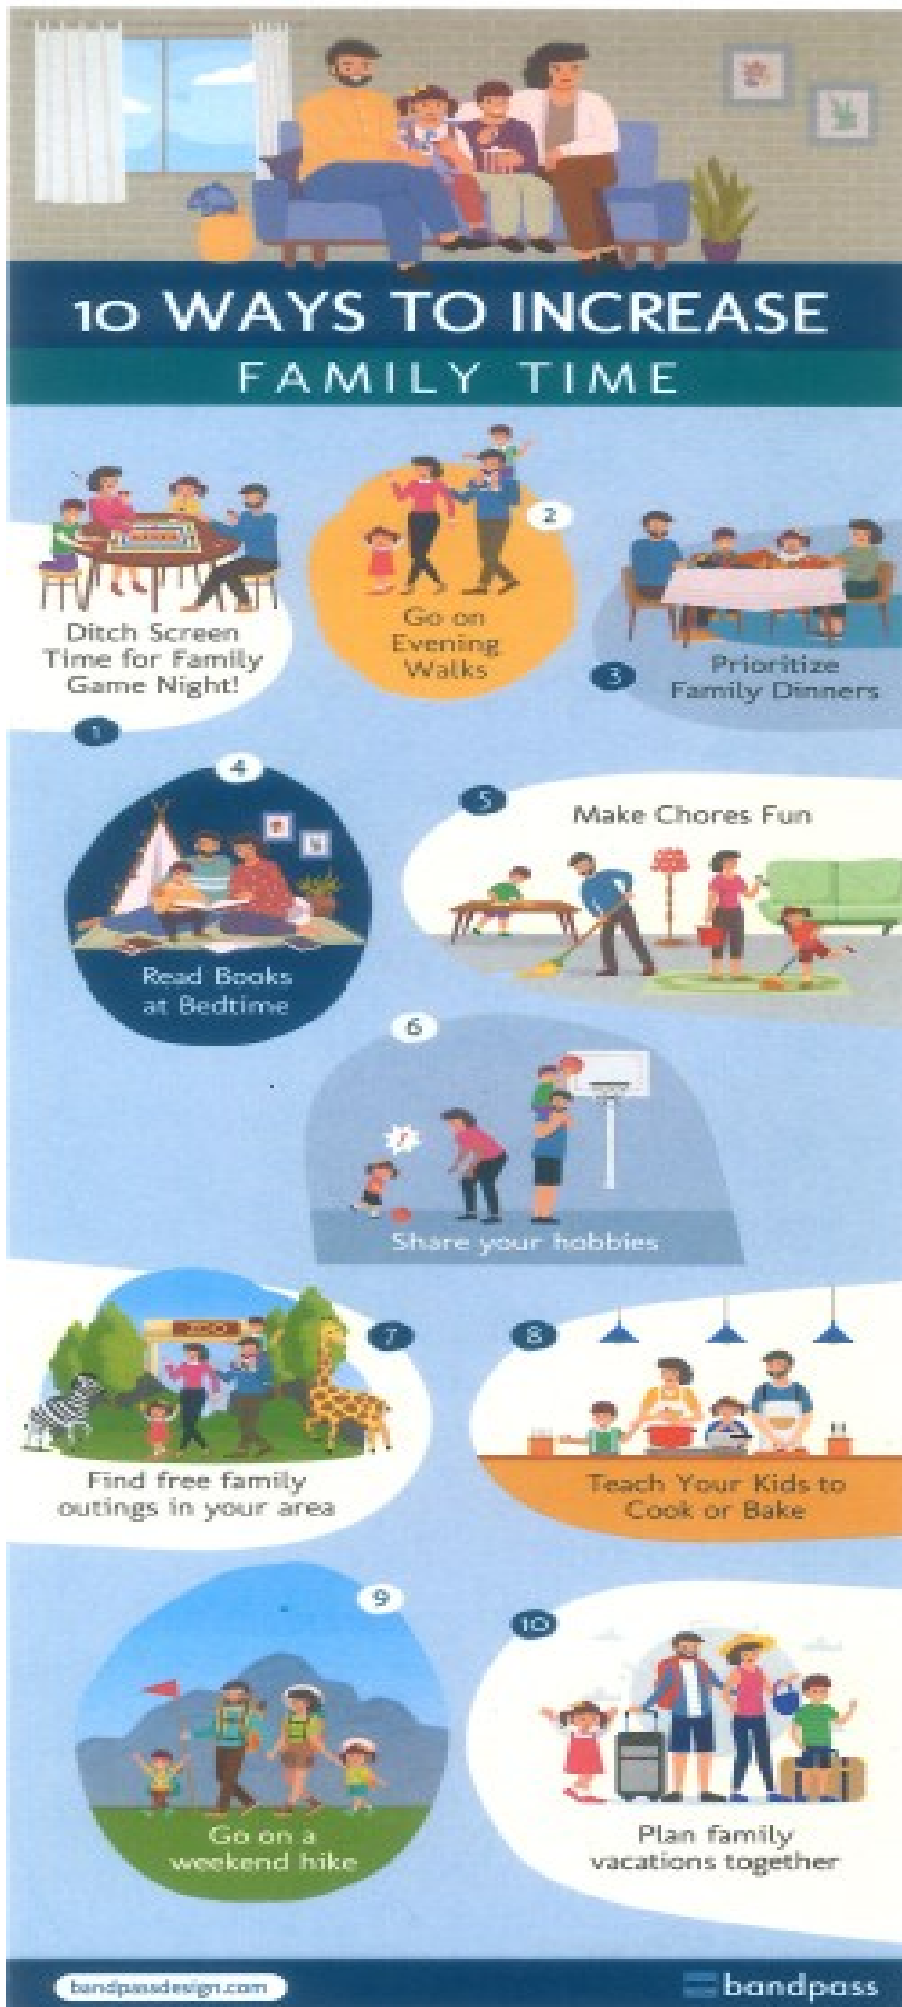 10 WAYS TO INCREASE
FAMILY TIME
Ditch Screen
Time for Family
Game Night!
1
2
Go on
Evening
Walks
3
Prioritize
Family Dinners
4
Read Books
at Bedtime
5
Make Chores Fun
6
Share your hobbies
7
ZOO
Find free family
outings in your area
8
Teach Your Kids to
Cook or Bake
9
Go on a
weekend hike
10
Plan family
vacations together
bandpassdesign.com
bandpass